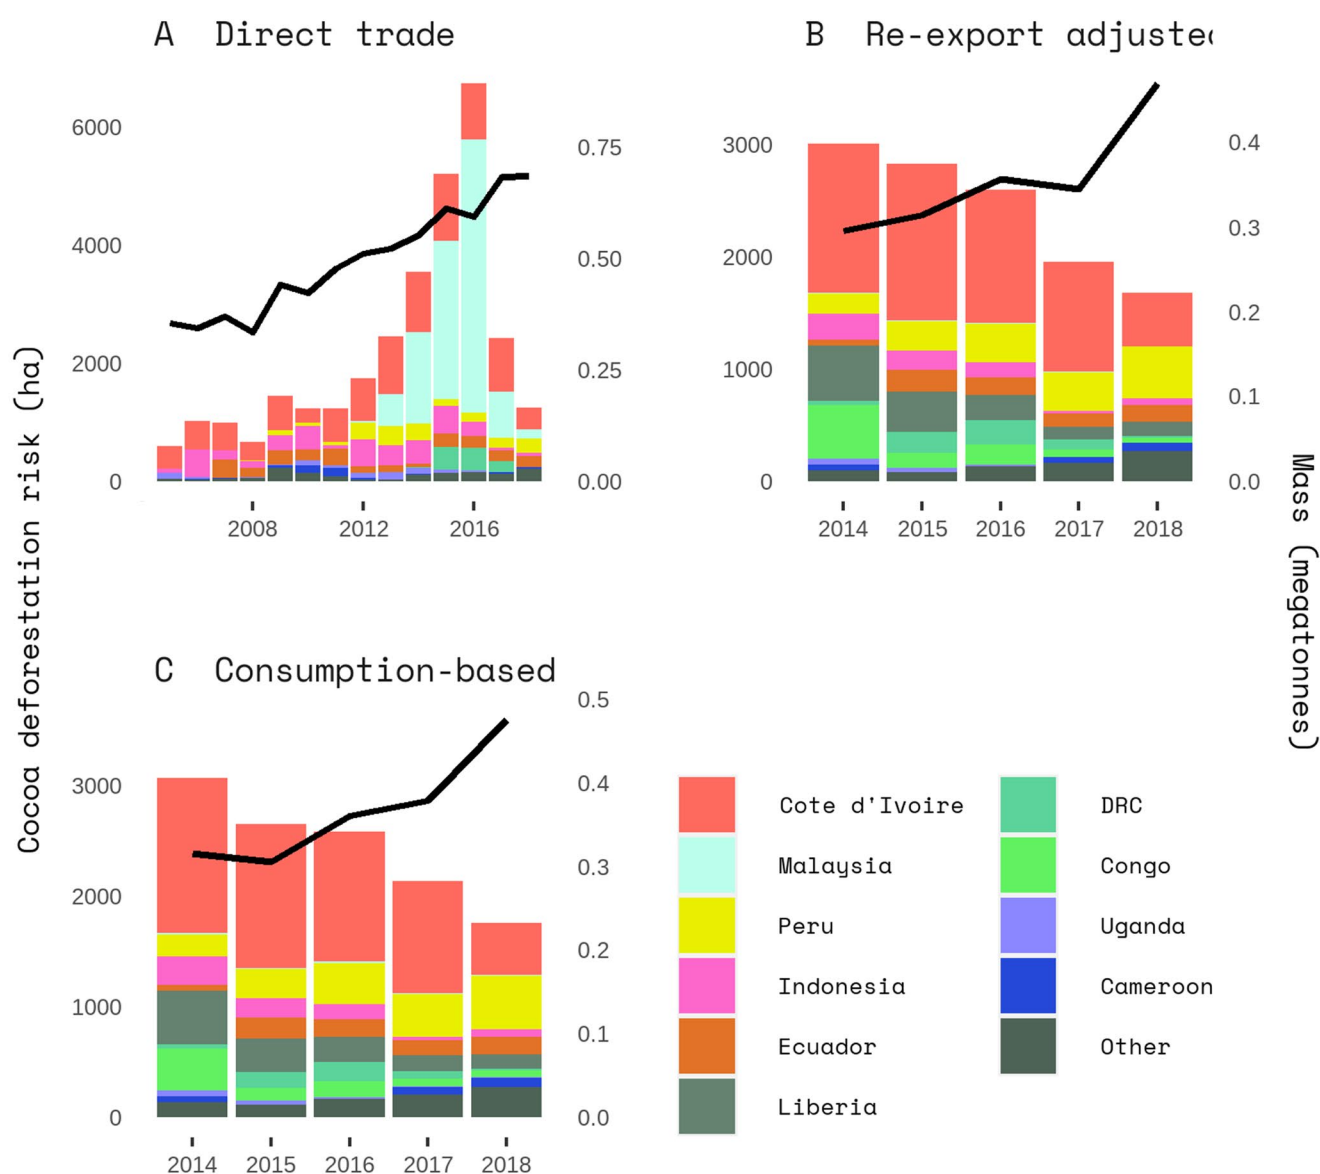 A Direct trade
B Re-export adjusted
6000
4000
2000
0
0.75
0.50
0.25
0.00
2008
2012
2016
3000
2000
1000
0
0.4
0.3
0.2
0.1
0.0
2014
2015
2016
2017
2018
Cocoa deforestation risk (ha)
Mass (megatonnes)
C Consumption-based
3000
2000
1000
0
0.5
0.4
0.3
0.2
0.1
0.0
2014
2015
2016
2017
2018
Cote d'Ivoire
Malaysia
Peru
Indonesia
Ecuador
Liberia
DRC
Congo
Uganda
Cameroon
Other